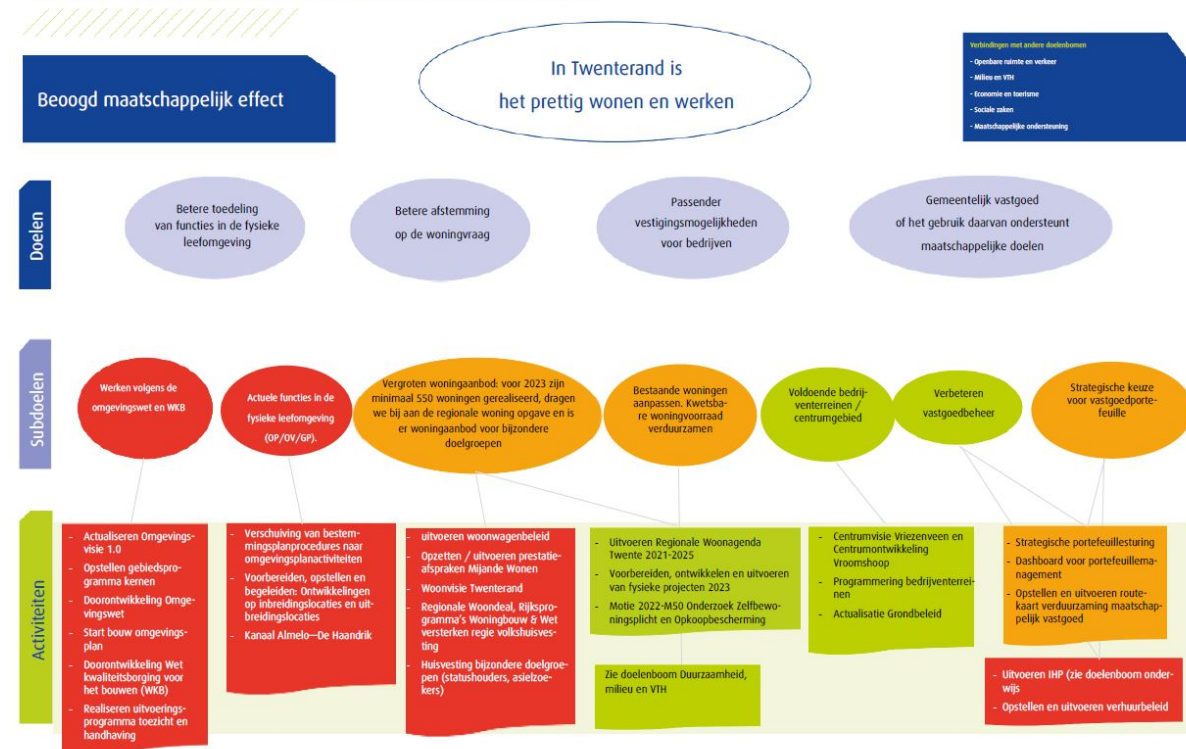 Beoogd maatschappelijk effect
In Twenterand is
het prettig wonen en werken
Verbindingen met andere doelenbomen
- Openbare ruimte en verkeer
- Milieu en VTH
- Economie en toerisme
- Sociale zaken
- Maatschappelijke ondersteuning
Doelen
Betere toedeling
van functies in de fysieke
leefomgeving
Betere afstemming
op de woningvraag
Passender
vestigingsmogelijkheden
voor bedrijven
Gemeentelijk vastgoed
of het gebruik daarvan ondersteunt
maatschappelijke doelen
Subdoelen
Werken volgens de
omgevingswet en WKB
Actuele functies in de
fysieke leefomgeving
(OP/OV/GP).
Vergroten woningaanbod: voor 2023 zijn
minimaal 550 woningen gerealiseerd, dragen
we bij aan de regionale woning opgave en is
er woningaanbod voor bijzondere
doelgroepen
Bestaande woningen
aanpassen. Kwetsba-
re woningvoorraad
verduurzamen
Voldoende bedrij-
venterreinen /
centrumgebied
Verbeteren
vastgoedbeheer
Strategische keuze
voor vastgoedporte-
feuille
Activiteiten
- Actualiseren Omgevings-
visie 1.0
- Opstellen gebiedspro-
gramma kernen
- Doorontwikkeling Omge-
vingswet
- Start bouw omgevings-
plan
- Doorontwikkeling Wet
kwaliteitsborging voor
het bouwen (WKB)
- Realiseren uitvoerings-
programma toezicht en
handhaving
- Verschuiving van bestem-
mingsplanprocedures naar
omgevingsplanactiviteiten
- Voorbereiden, opstellen en
begeleiden: Ontwikkelingen
op inbreidingslocaties en uit-
breidingslocaties
- Kanaal Almelo—De Haandrik
- uitvoeren woonwagenbeleid
- Opzetten / uitvoeren prestatie-
afspraken Mijande Wonen
- Woonvisie Twenterand
- Regionale Woondeal, Rijkspro-
gramma's Woningbouw & Wet
versterken regie volkshuisves-
ting
- Huisvesting bijzondere doelgroe-
pen (statushouders, asielzoe-
kers)
- Uitvoeren Regionale Woonagenda
Twente 2021-2025
- Voorbereiden, ontwikkelen en uitvoeren
van fysieke projecten 2023
- Motie 2022-M50 Onderzoek Zelfbewo-
ningsplicht en Opkoopbescherming
Zie doelenboom Duurzaamheid,
milieu en VTH
- Centrumvisie Vriezenveen en
Centrumontwikkeling
Vroomshoop
- Programmering bedrijventerrei-
nen
- Actualisatie Grondbeleid
- Strategische portefeuillesturing
- Dashboard voor portefeuillema-
nagement
- Opstellen en uitvoeren route-
kaart verduurzaming maatschap-
pelijk vastgoed
- Uitvoeren IHP (zie doelenboom onder-
wijs
- Opstellen en uitvoeren verhuurbeleid